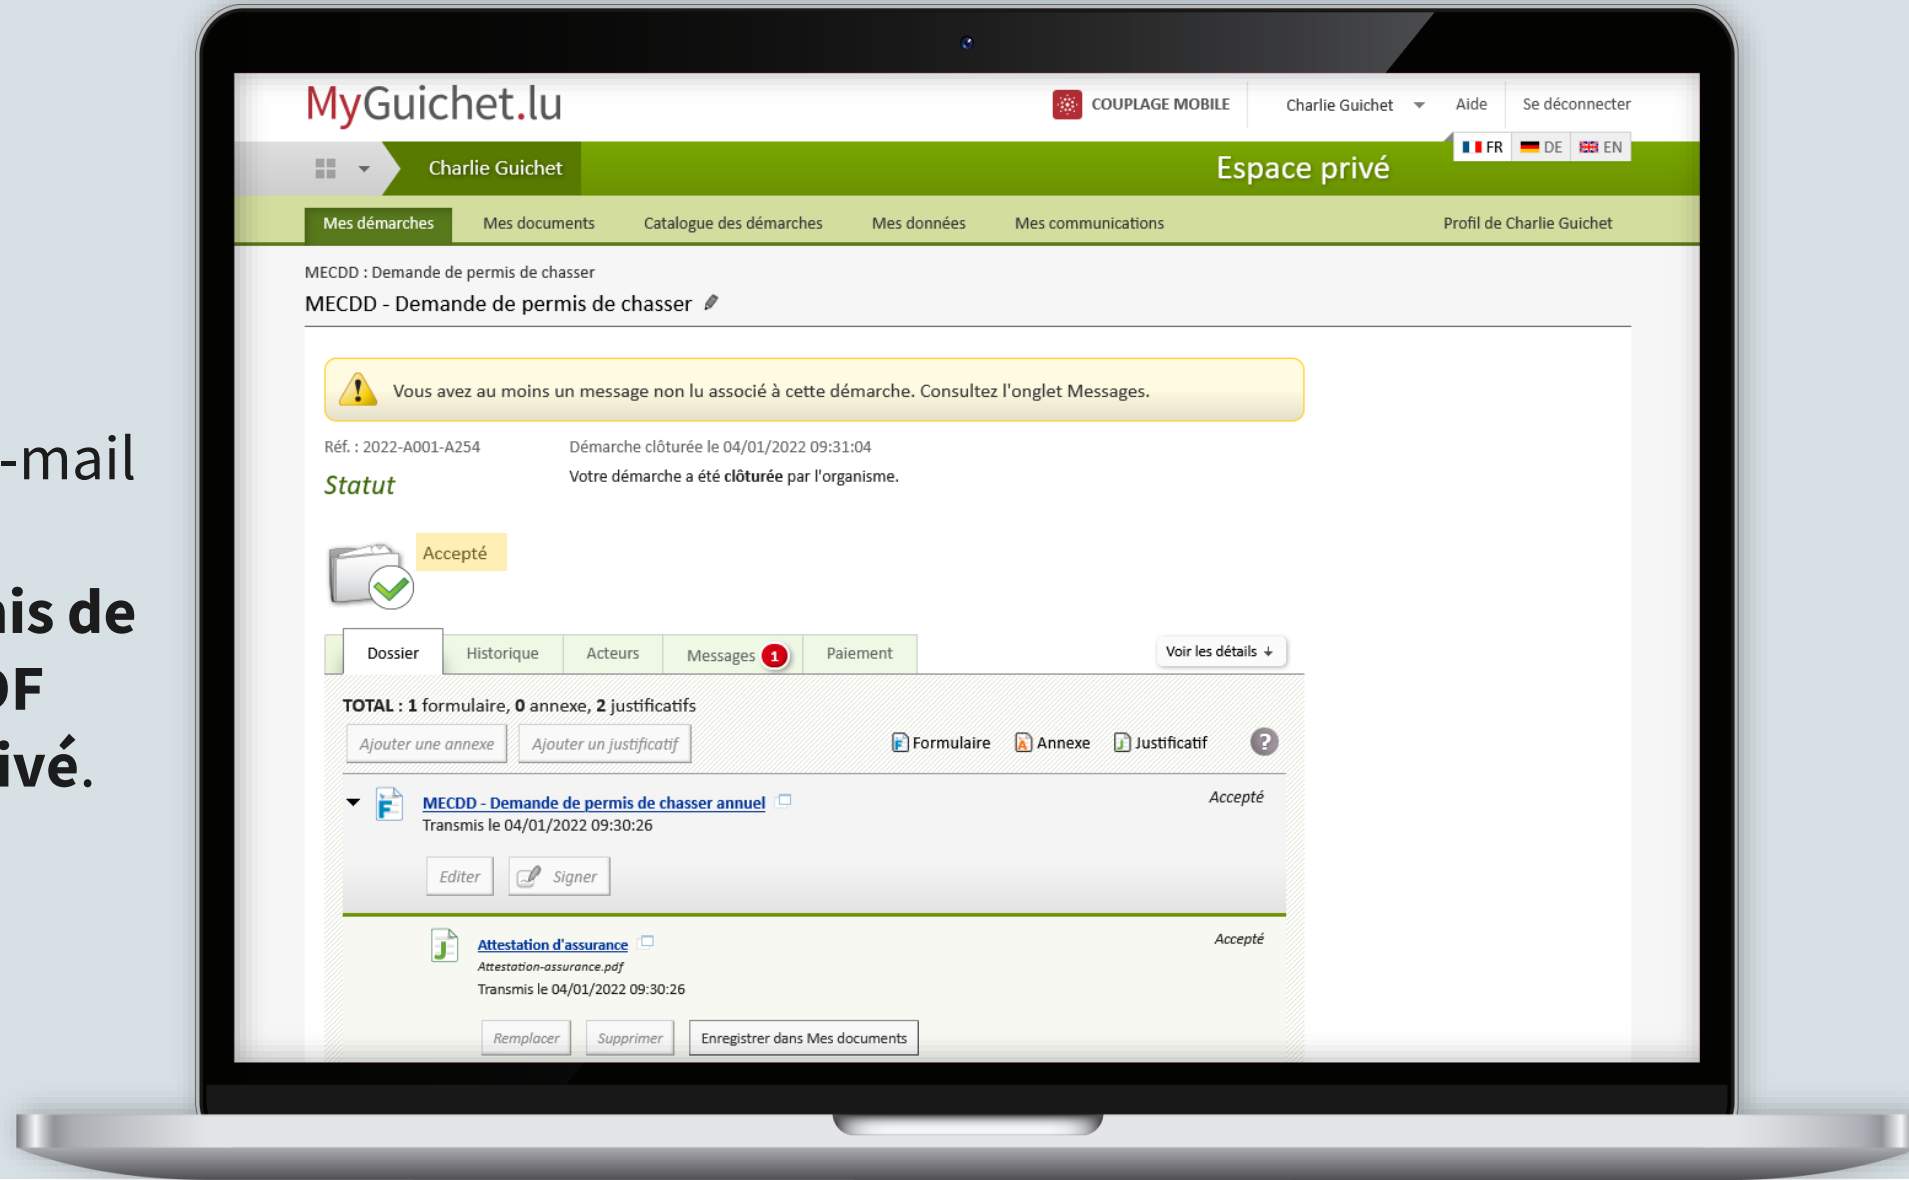 MyGuichet.lu
COUPLAGE MOBILE
Charlie Guichet
Aide
Se déconnecter
FR
DE
EN
Charlie Guichet
Espace privé
Mes démarches
Mes documents
Catalogue des démarches
Mes données
Mes communications
Profil de Charlie Guichet
MECDD : Demande de permis de chasser
MECDD - Demande de permis de chasser
Vous avez au moins un message non lu associé à cette démarche. Consultez l'onglet Messages.
Réf. : 2022-A001-A254
Démarche clôturée le 04/01/2022 09:31:04
Statut
Votre démarche a été clôturée par l'organisme.
Accepté
Dossier
Historique
Acteurs
Messages 1
Paiement
Voir les détails
TOTAL : 1 formulaire, 0 annexe, 2 justificatifs
Ajouter une annexe
Ajouter un justificatif
F Formulaire
A Annexe
J Justificatif
?
F
MECDD - Demande de permis de chasser annuel
Accepté
Transmis le 04/01/2022 09:30:26
Editer
Signer
J
Attestation d'assurance
Accepté
Attestation-assurance.pdf
Transmis le 04/01/2022 09:30:26
Remplacer
Supprimer
Enregistrer dans Mes documents
-mail
is de
F
ivé.